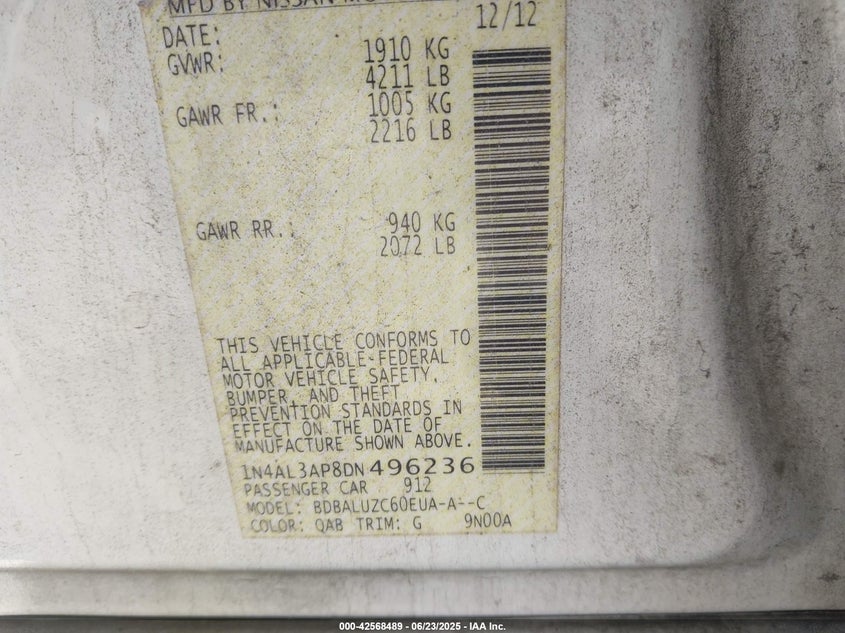 MFD BY NISSAN
DATE: 12/12
GVWR: 1910 KG
4211 LB
GAWR FR.: 1005 KG
2216 LB
GAWR RR.: 940 KG
2072 LB
THIS VEHICLE CONFORMS TO
ALL APPLICABLE FEDERAL
MOTOR VEHICLE SAFETY,
BUMPER, AND THEFT
PREVENTION STANDARDS IN
EFFECT ON THE DATE OF
MANUFACTURE SHOWN ABOVE.
1N4AL3AP8DN496236
PASSENGER CAR 912
MODEL: BDBALUZC60EUA-A--C
COLOR: QAB TRIM: G 9N00A
000-42568489 - 06/23/2025 - IAA Inc.